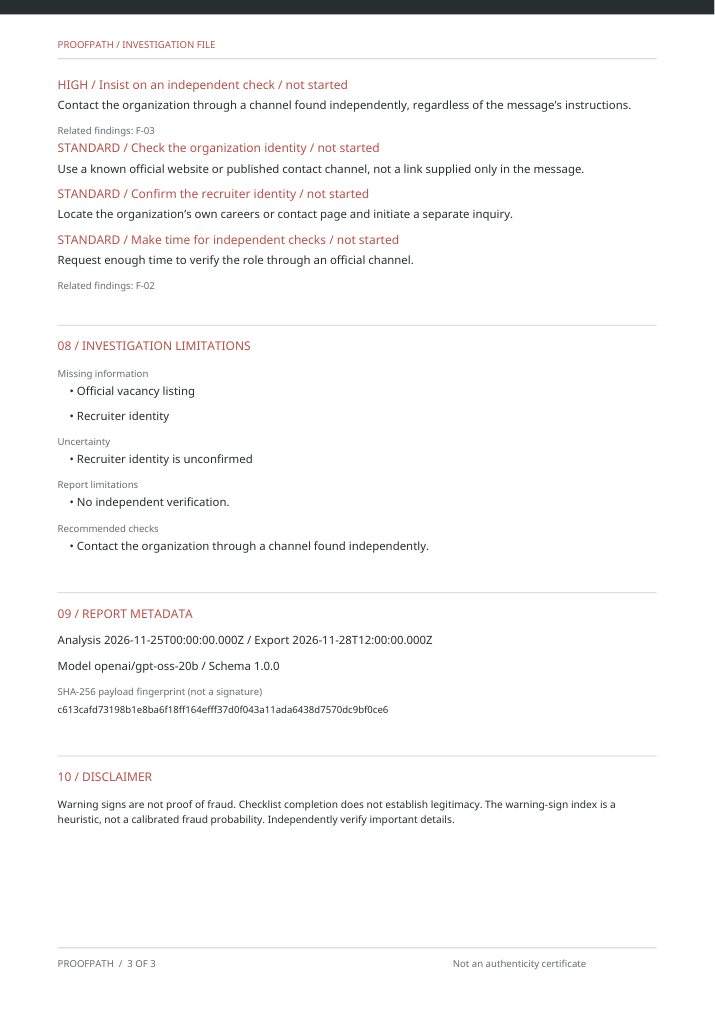 PROOFPATH / INVESTIGATION FILE
HIGH / Insist on an independent check / not started
Contact the organization through a channel found independently, regardless of the message’s instructions.
Related findings: F-03
STANDARD / Check the organization identity / not started
Use a known official website or published contact channel, not a link supplied only in the message.
STANDARD / Confirm the recruiter identity / not started
Locate the organization’s own careers or contact page and initiate a separate inquiry.
STANDARD / Make time for independent checks / not started
Request enough time to verify the role through an official channel.
Related findings: F-02
08 / INVESTIGATION LIMITATIONS
Missing information
• Official vacancy listing
• Recruiter identity
Uncertainty
• Recruiter identity is unconfirmed
Report limitations
• No independent verification.
Recommended checks
• Contact the organization through a channel found independently.
09 / REPORT METADATA
Analysis 2026-11-25T00:00:00.000Z / Export 2026-11-28T12:00:00.000Z
Model openai/gpt-oss-20b / Schema 1.0.0
SHA-256 payload fingerprint (not a signature)
c613cafd73198b1e8ba6f18ff164efff37d0f043a11ada6438d7570dc9bf0ce6
10 / DISCLAIMER
Warning signs are not proof of fraud. Checklist completion does not establish legitimacy. The warning-sign index is a
heuristic, not a calibrated fraud probability. Independently verify important details.
PROOFPATH / 3 OF 3
Not an authenticity certificate